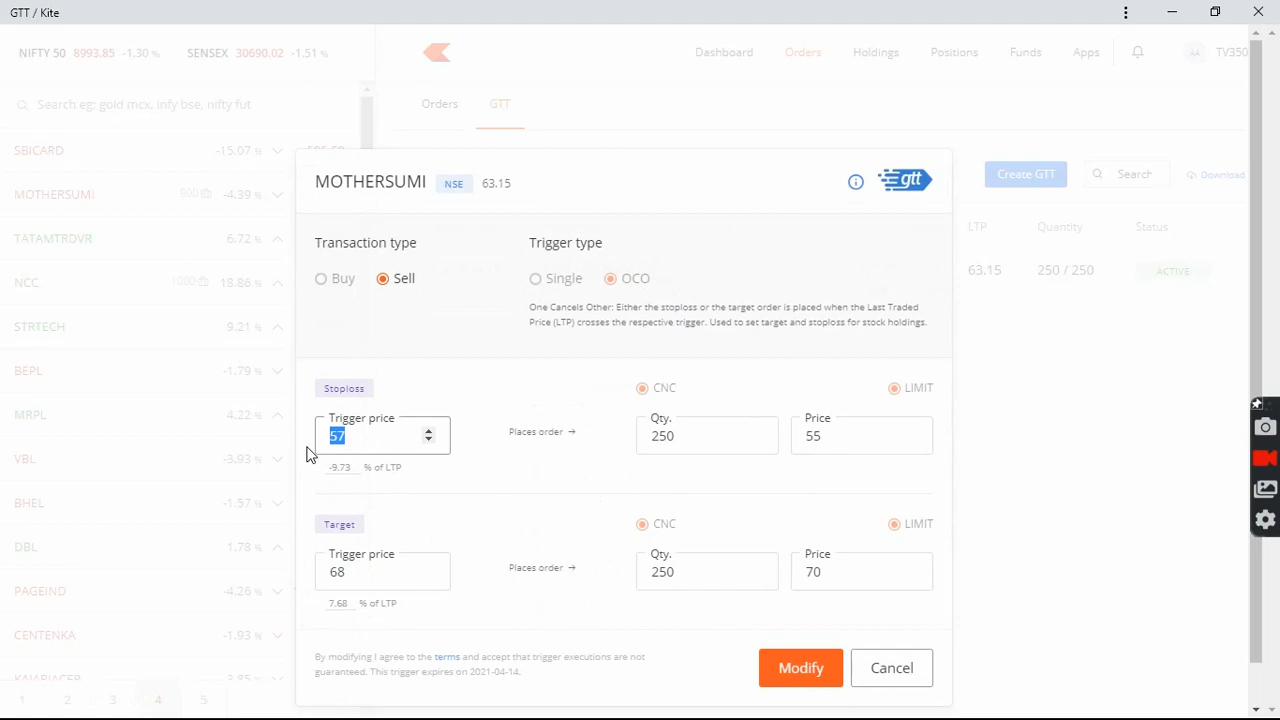 GTT / Kite
NIFTY 50 8993.85 -1.30 % SENSEX 30690.02 -1.51 %
Dashboard Orders Holdings Positions Funds Apps TV350
Search eg: gold mcx, infy bse, nifty fut
Orders GTT
SBICARD -15.07 %
MOTHERSUMI -4.39 %
TATAMTRDVR 6.72 %
NCC 1000 18.86 %
STRTECH 9.21 %
BEPL -1.79 %
MRPL 4.22 %
VBL -3.93 %
BHEL -1.57 %
DBL 1.78 %
PAGEIND -4.26 %
CENTENKA -1.93 %
1 2 3 4 5
Create GTT Search Download
LTP Quantity Status
63.15 250 / 250 ACTIVE
MOTHERSUMI NSE 63.15 gtt
Transaction type Trigger type
Buy Sell Single OCO
One Cancels Other: Either the stoploss or the target order is placed when the Last Traded
Price (LTP) crosses the respective trigger. Used to set target and stoploss for stock holdings.
Stoploss CNC LIMIT
Trigger price Qty. Price
57 Places order → 250 55
-9.73 % of LTP
Target CNC LIMIT
Trigger price Qty. Price
68 Places order → 250 70
7.68 % of LTP
By modifying I agree to the terms and accept that trigger executions are not
guaranteed. This trigger expires on 2021-04-14.
Modify Cancel